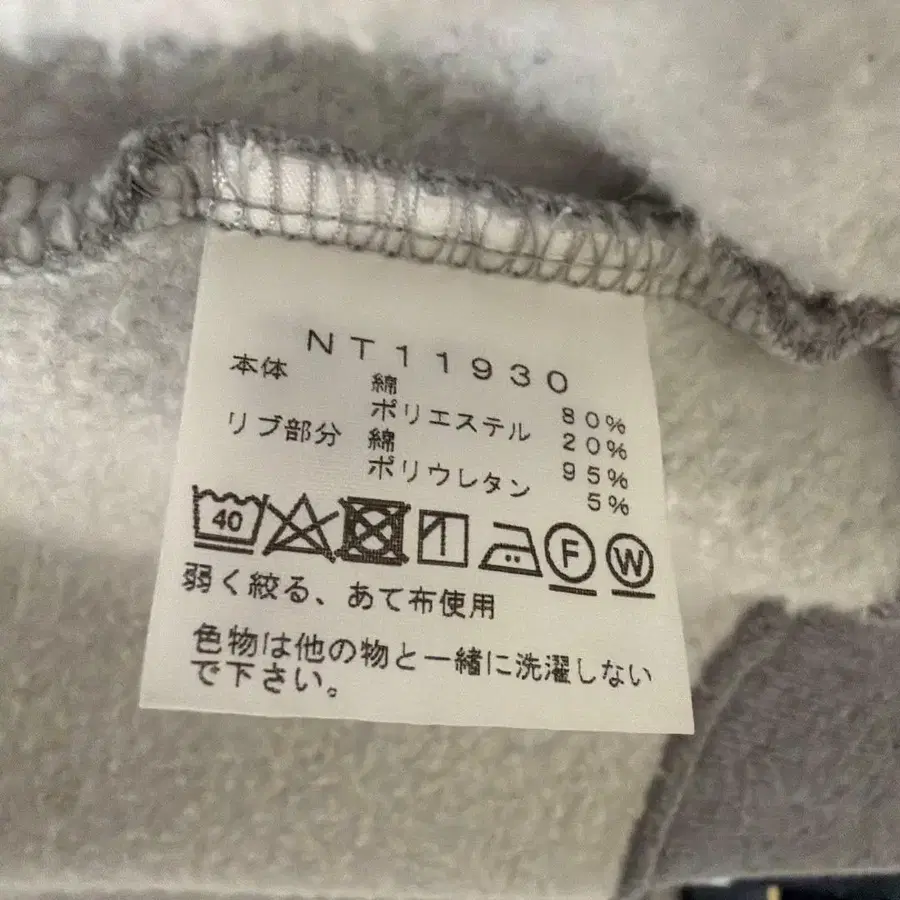 NT11930
本体 綿 80%
ポリエステル 20%
リブ部分 綿 95%
ポリウレタン 5%
40 F W
弱く絞る、あて布使用
色物は他の物と一緒に洗濯しない
で下さい。